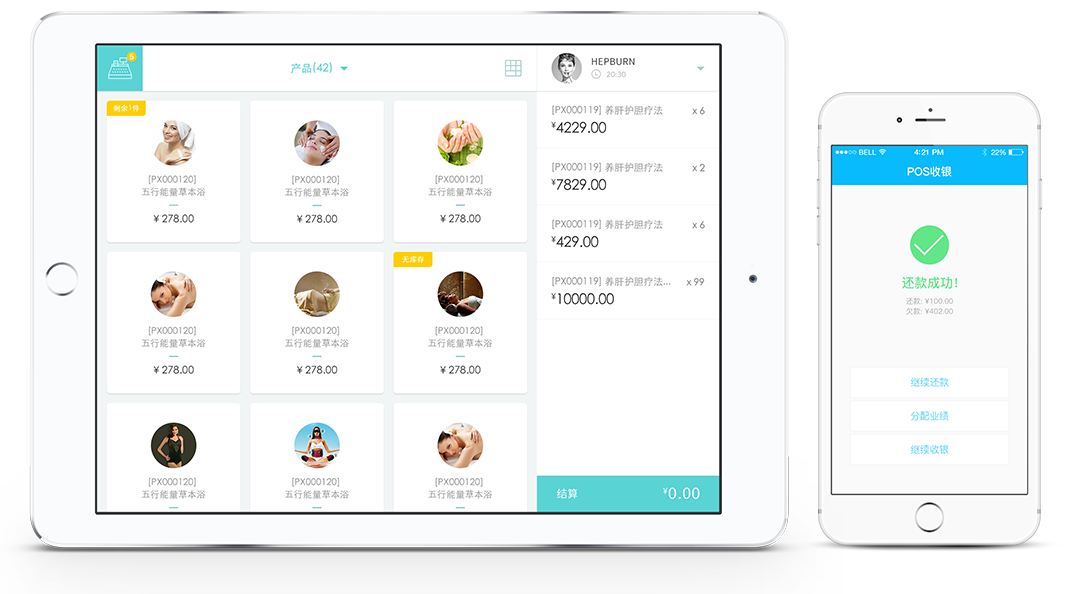 5
产品(42)
HEPBURN
20:30
剩余1件
[PX000120]
五行能量草本浴
¥ 278.00
[PX000120]
五行能量草本浴
¥ 278.00
[PX000120]
五行能量草本浴
¥ 278.00
[PX000120]
五行能量草本浴
¥ 278.00
[PX000120]
五行能量草本浴
¥ 278.00
无库存
[PX000120]
五行能量草本浴
¥ 278.00
[PX000120]
五行能量草本浴
[PX000120]
五行能量草本浴
[PX000120]
五行能量草本浴
[PX000119] 养肝护胆疗法 x 6
¥4229.00
[PX000119] 养肝护胆疗法 x 2
¥7829.00
[PX000119] 养肝护胆疗法 x 6
¥429.00
[PX000119] 养肝护胆疗法... x 99
¥10000.00
结算 ¥0.00
BELL 4:21 PM 22%
POS收银
还款成功!
还款: ¥100.00
欠款: ¥402.00
继续还款
分配业绩
继续收银